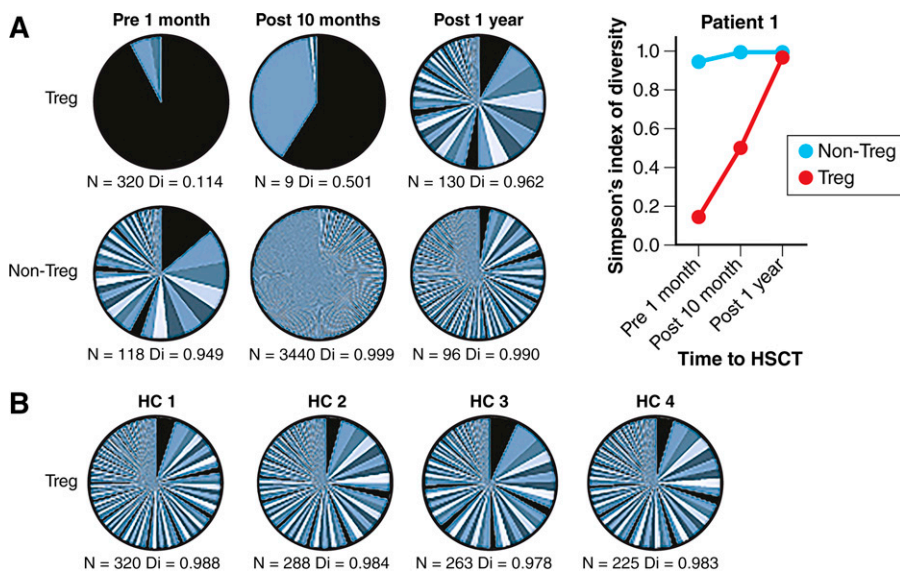 A
Pre 1 month
Post 10 months
Post 1 year
Treg
N = 320 Di = 0.114
N = 9 Di = 0.501
N = 130 Di = 0.962
Non-Treg
N = 118 Di = 0.949
N = 3440 Di = 0.999
N = 96 Di = 0.990
Patient 1
Simpson's index of diversity
1.0
0.8
0.6
0.4
0.2
0.0
Non-Treg
Treg
Pre 1 month
Post 10 month
Post 1 year
Time to HSCT
B
HC 1
HC 2
HC 3
HC 4
Treg
N = 320 Di = 0.988
N = 288 Di = 0.984
N = 263 Di = 0.978
N = 225 Di = 0.983